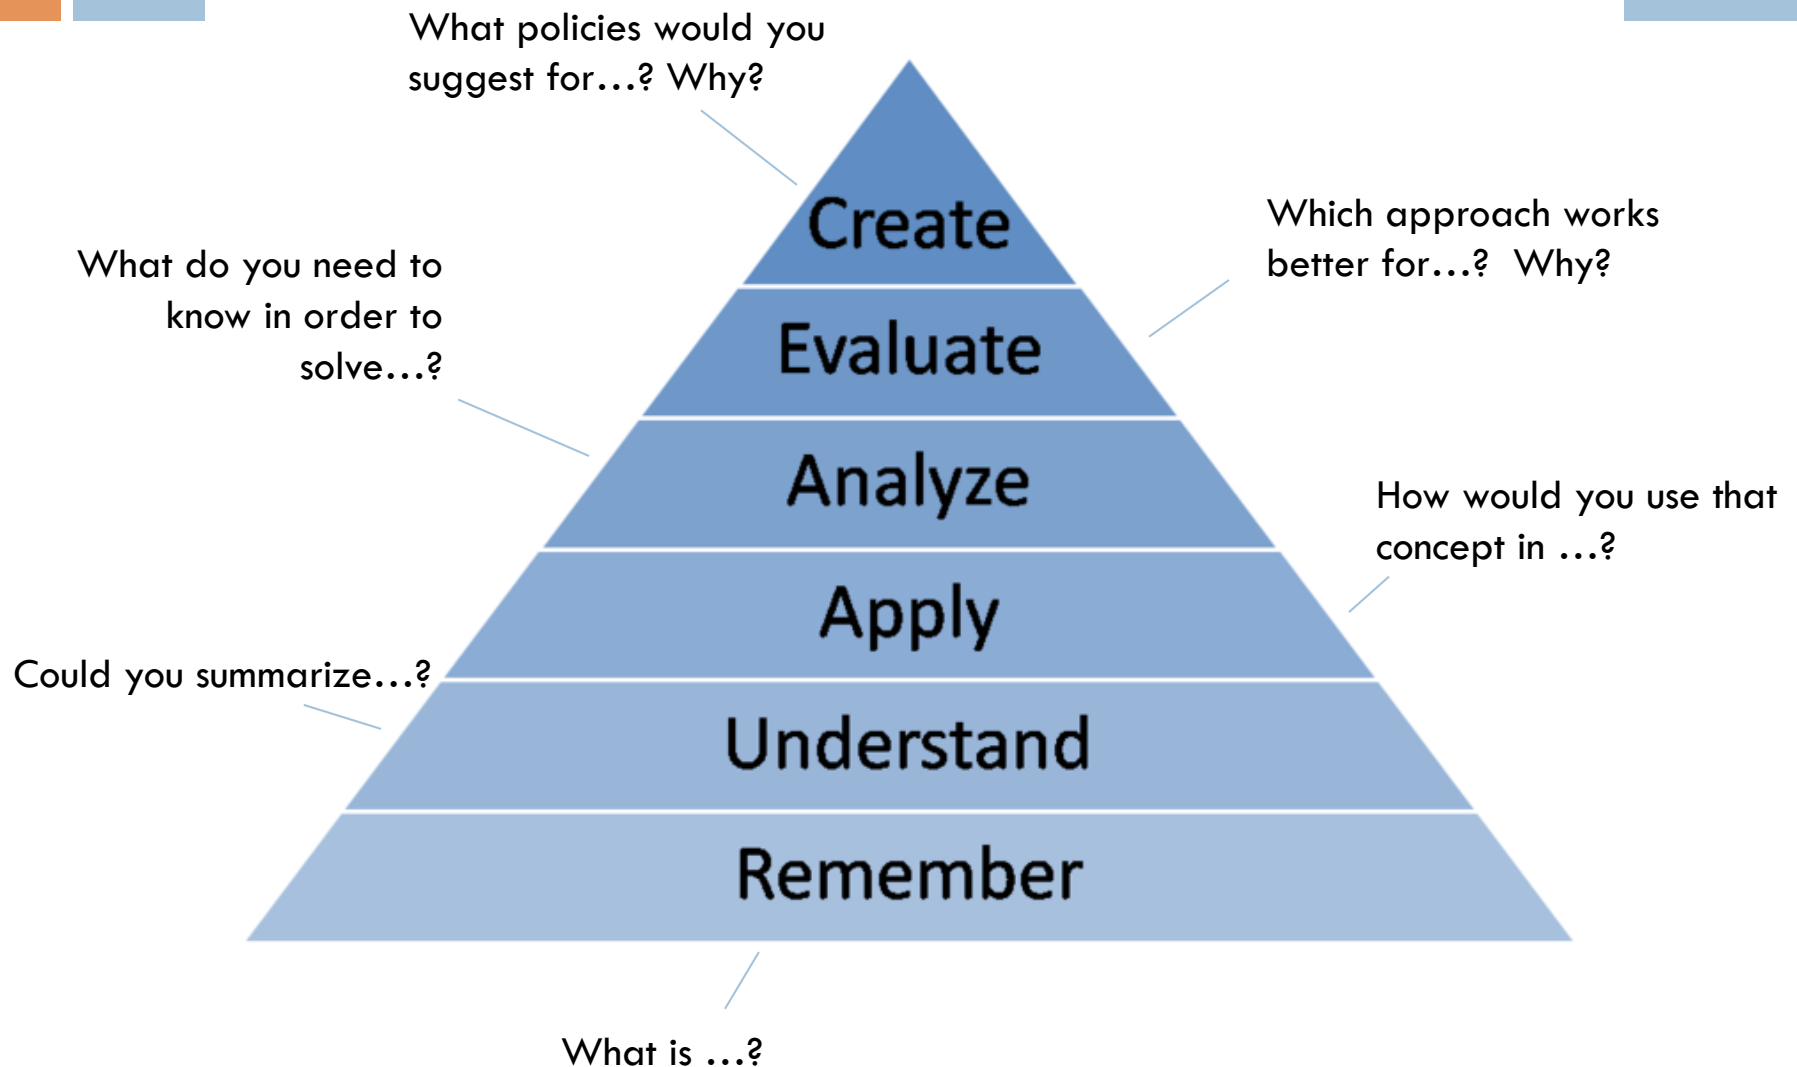 What policies would you
suggest for...? Why?
Create
Which approach works
better for...?  Why?
What do you need to
know in order to
solve...?
Evaluate
Analyze
How would you use that
concept in ...?
Apply
Could you summarize...?
Understand
Remember
What is ...?